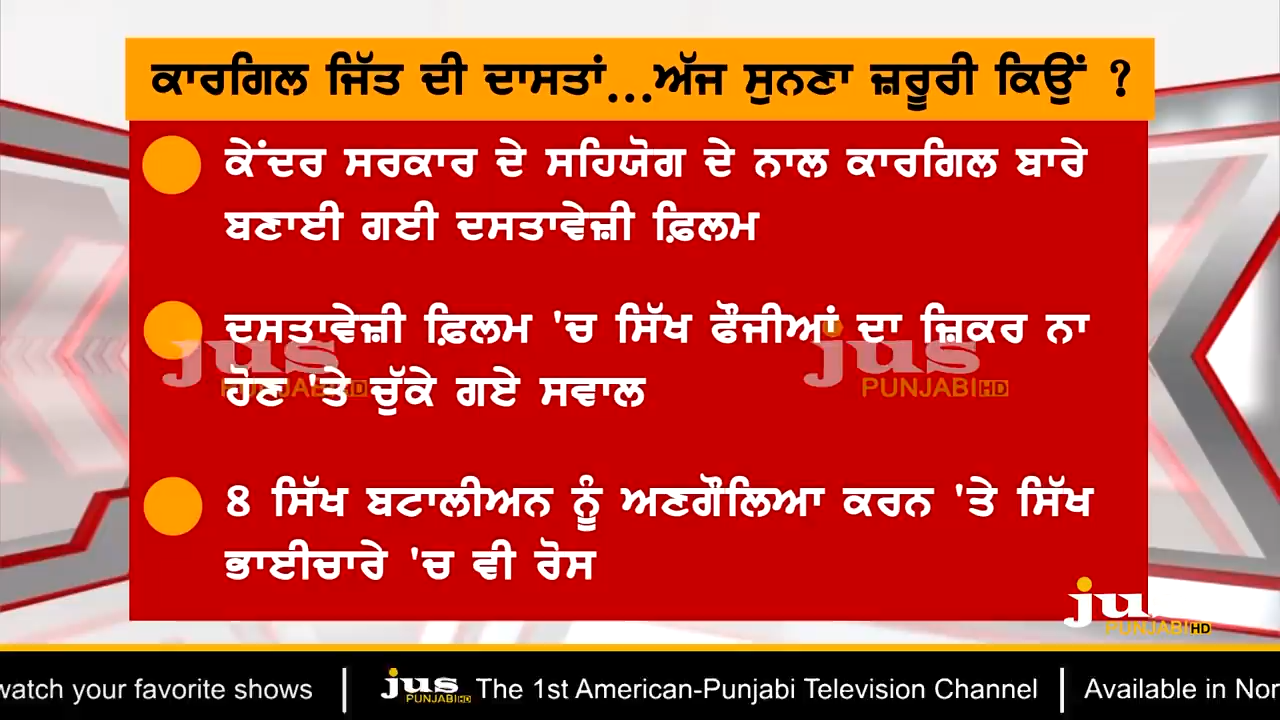 ਕਾਰਗਿਲ ਜਿੱਤ ਦੀ ਦਾਸਤਾਂ...ਅੱਜ ਸੁਨਣਾ ਜ਼ਰੂਰੀ ਕਿਉਂ ?
ਕੇਂਦਰ ਸਰਕਾਰ ਦੇ ਸਹਿਯੋਗ ਦੇ ਨਾਲ ਕਾਰਗਿਲ ਬਾਰੇ
ਬਣਾਈ ਗਈ ਦਸਤਾਵੇਜ਼ੀ ਫ਼ਿਲਮ
ਦਸਤਾਵੇਜ਼ੀ ਫ਼ਿਲਮ 'ਚ ਸਿੱਖ ਫੌਜੀਆਂ ਦਾ ਜ਼ਿਕਰ ਨਾ
ਹੋਣ 'ਤੇ ਚੁੱਕੇ ਗਏ ਸਵਾਲ
jus PUNJABI HD
jus PUNJABI HD
8 ਸਿੱਖ ਬਟਾਲੀਅਨ ਨੂੰ ਅਣਗੌਲਿਆ ਕਰਨ 'ਤੇ ਸਿੱਖ
ਭਾਈਚਾਰੇ 'ਚ ਵੀ ਰੋਸ
jus PUNJABI HD
watch your favorite shows | jus PUNJABI HD The 1st American-Punjabi Television Channel | Available in Nor